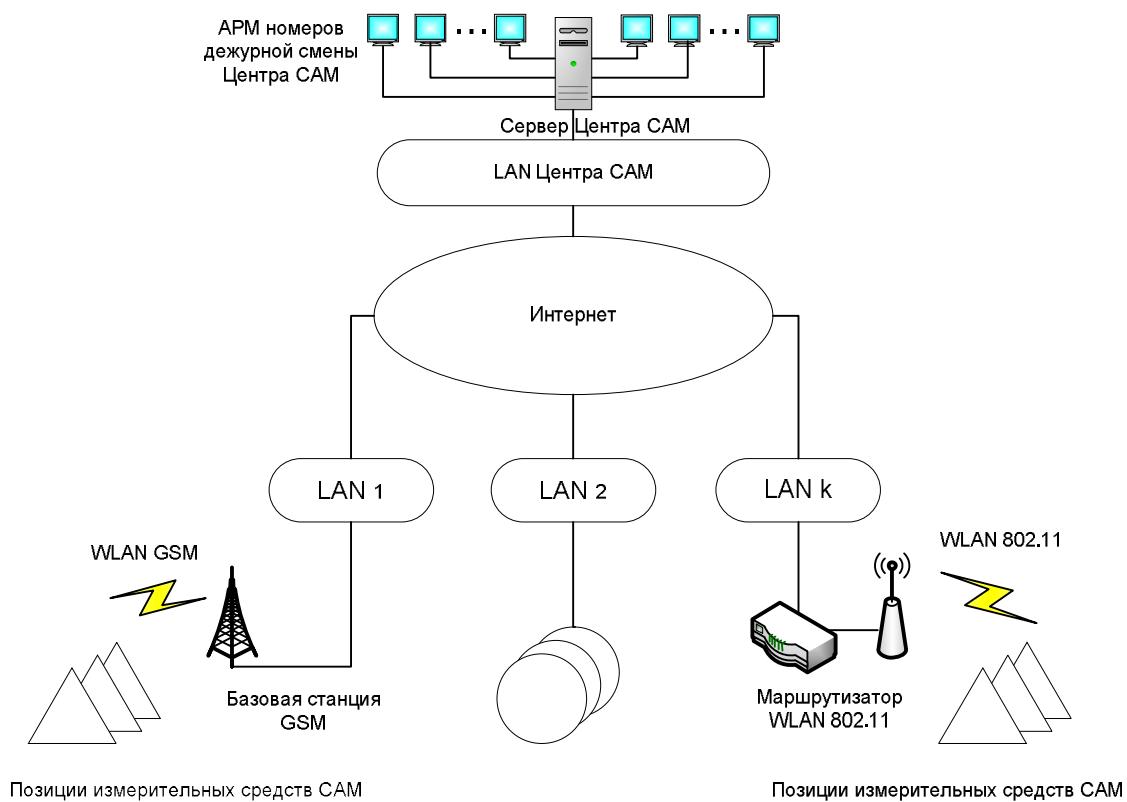 АРМ номеров
дежурной смены
Центра САМ
Сервер Центра САМ
LAN Центра САМ
Интернет
LAN 1
LAN 2
LAN k
WLAN GSM
WLAN 802.11
Базовая станция
GSM
Маршрутизатор
WLAN 802.11
Позиции измерительных средств САМ
Позиции измерительных средств САМ